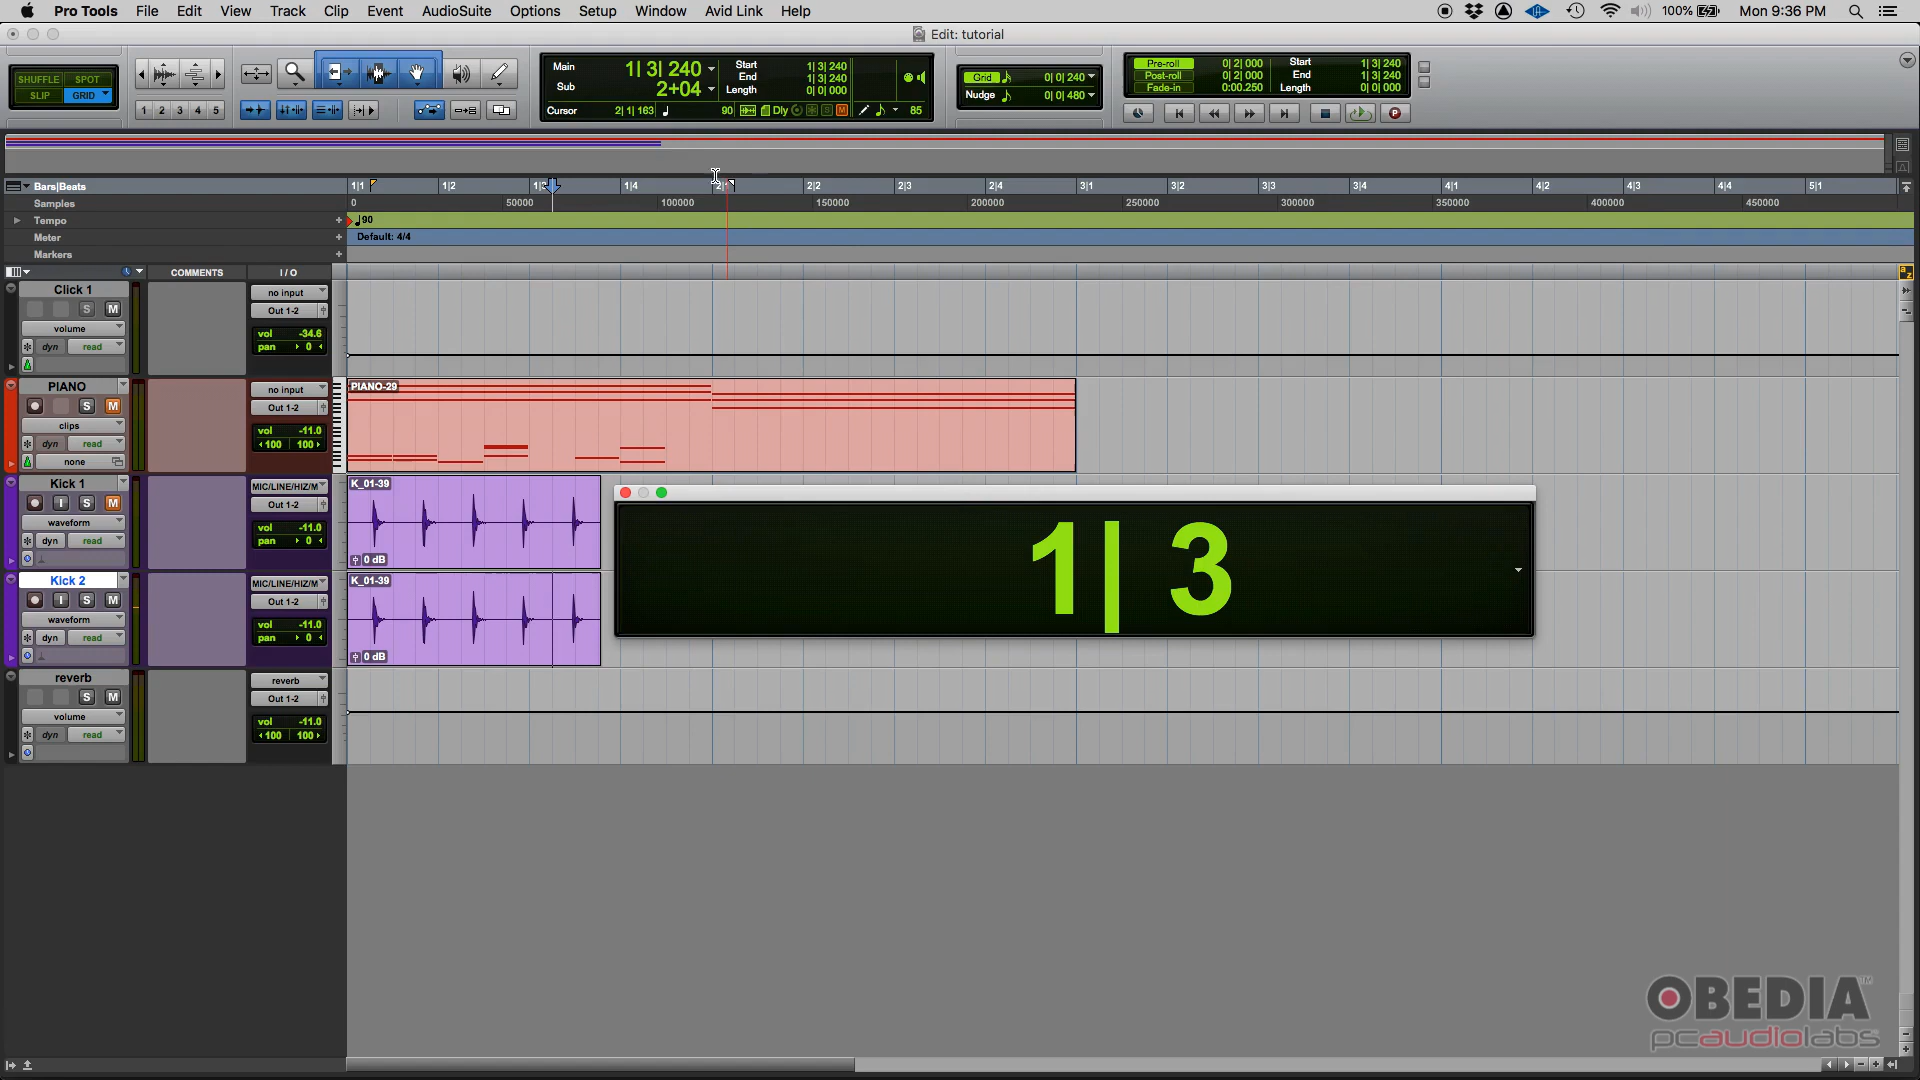 Pro Tools File Edit View Track Clip Event AudioSuite Options Setup Window Avid Link Help 100% Mon 9:36 PM
Edit: tutorial
SHUFFLE SPOT
SLIP GRID
1 2 3 4 5
Main 1| 3| 240
Sub 2+04
Start 1| 3| 240
End 1| 3| 240
Length 0| 0| 000
Cursor 2| 1| 163 90 Dly S M 85
Grid 0| 0| 240
Nudge 0| 0| 480
Pre-roll 0| 2| 000
Post-roll 0| 2| 000
Fade-in 0:00.250
Start 1| 3| 240
End 1| 3| 240
Length 0| 0| 000
P
Bars|Beats 1|1 1|2 1|3 1|4 2|1 2|2 2|3 2|4 3|1 3|2 3|3 3|4 4|1 4|2 4|3 4|4 5|1
Samples 0 50000 100000 150000 200000 250000 300000 350000 400000 450000
Tempo + 90
Meter + Default: 4/4
Markers +
COMMENTS I / O
a z
Click 1 no input
S M Out 1-2
volume vol -34.6
dyn read pan 0
PIANO no input PIANO-29
S M Out 1-2
clips vol -11.0
dyn read 100 100
none
Kick 1 MIC/LINE/HIZ/M K_01-39
I S M Out 1-2
waveform vol -11.0
dyn read pan 0
0 dB
1| 3
Kick 2 MIC/LINE/HIZ/M K_01-39
I S M Out 1-2
waveform vol -11.0
dyn read pan 0
0 dB
reverb reverb
S M Out 1-2
volume vol -11.0
dyn read 100 100
OBEDIA™
pcaudiolabs